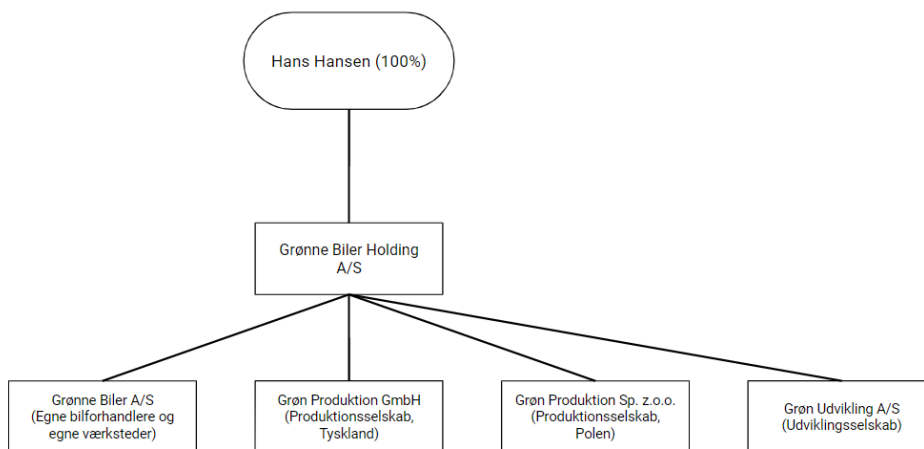 Hans Hansen (100%)
Grønne Biler Holding
A/S
Grønne Biler A/S
(Egne bilforhandlere og
egne værksteder)
Grøn Produktion GmbH
(Produktionsselskab,
Tyskland)
Grøn Produktion Sp. z.o.o.
(Produktionsselskab,
Polen)
Grøn Udvikling A/S
(Udviklingsselskab)